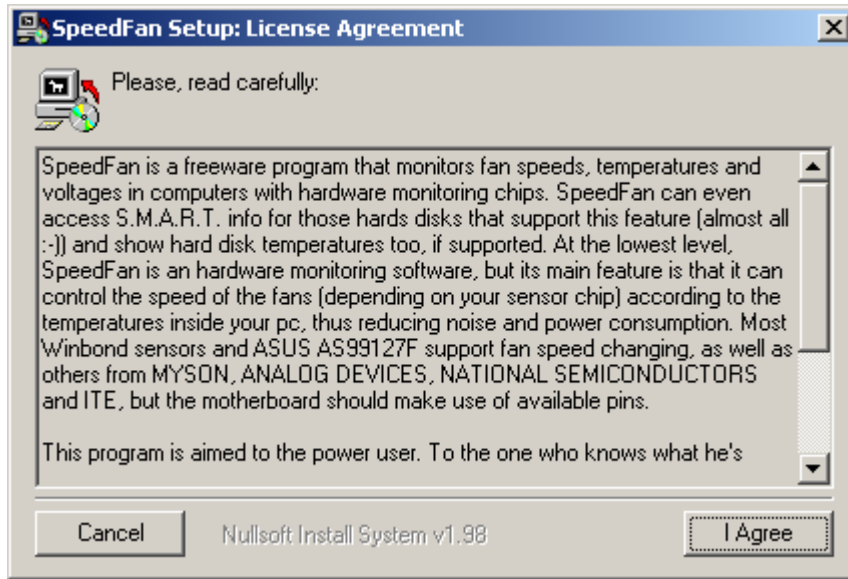 SpeedFan Setup: License Agreement
Please, read carefully:
SpeedFan is a freeware program that monitors fan speeds, temperatures and
voltages in computers with hardware monitoring chips. SpeedFan can even
access S.M.A.R.T. info for those hards disks that support this feature (almost all
:-)) and show hard disk temperatures too, if supported. At the lowest level,
SpeedFan is an hardware monitoring software, but its main feature is that it can
control the speed of the fans (depending on your sensor chip) according to the
temperatures inside your pc, thus reducing noise and power consumption. Most
Winbond sensors and ASUS AS99127F support fan speed changing, as well as
others from MYSON, ANALOG DEVICES, NATIONAL SEMICONDUCTORS
and ITE, but the motherboard should make use of available pins.
This program is aimed to the power user. To the one who knows what he's
Cancel
Nullsoft Install System v1.98
I Agree